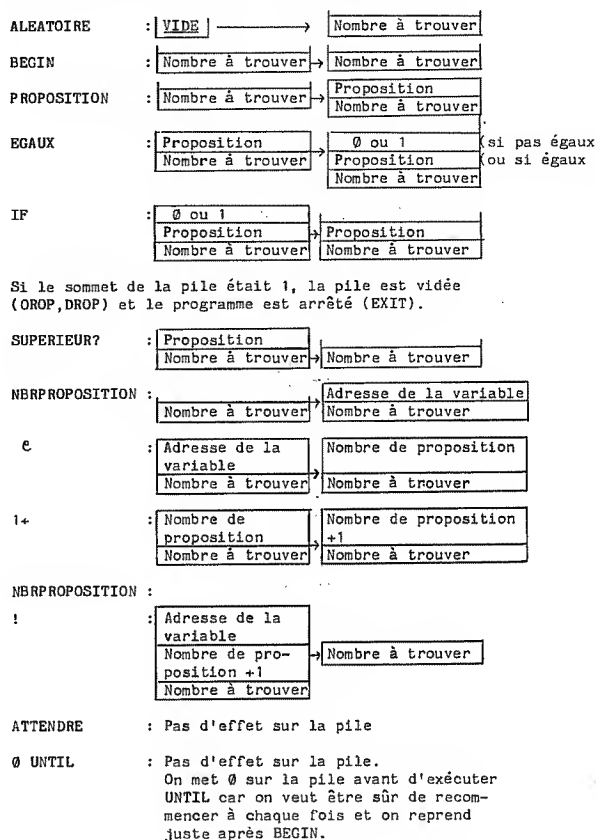 ALEATOIRE : VIDE → Nombre à trouver
BEGIN : Nombre à trouver → Nombre à trouver
PROPOSITION : Nombre à trouver → Proposition
Nombre à trouver
EGAUX : Proposition → Ø ou 1 (si pas égaux
Nombre à trouver Proposition (ou si égaux
Nombre à trouver
IF : Ø ou 1
Proposition → Proposition
Nombre à trouver Nombre à trouver
Si le sommet de la pile était 1, la pile est vidée
(OROP,DROP) et le programme est arrêté (EXIT).
SUPERIEUR? : Proposition
Nombre à trouver → Nombre à trouver
NBRPROPOSITION : → Adresse de la variable
Nombre à trouver Nombre à trouver
@ : Adresse de la Nombre de proposition
variable →
Nombre à trouver Nombre à trouver
1+ : Nombre de Nombre de proposition
proposition → +1
Nombre à trouver Nombre à trouver
NBRPROPOSITION :
! : Adresse de la
variable
Nombre de pro- → Nombre à trouver
position +1
Nombre à trouver
ATTENDRE : Pas d'effet sur la pile
Ø UNTIL : Pas d'effet sur la pile.
On met Ø sur la pile avant d'exécuter
UNTIL car on veut être sûr de recom-
mencer à chaque fois et on reprend
juste après BEGIN.